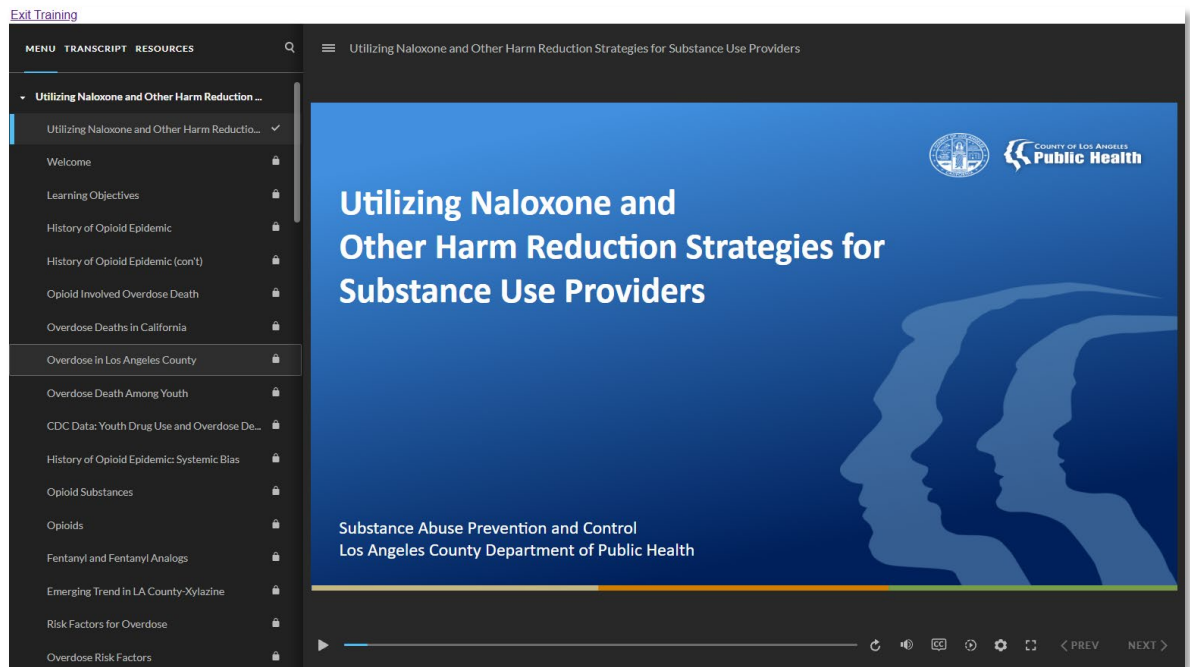 Exit Training
MENU TRANSCRIPT RESOURCES
Utilizing Naloxone and Other Harm Reduction Strategies for Substance Use Providers
Utilizing Naloxone and Other Harm Reduction ...
Utilizing Naloxone and Other Harm Reductio...
Welcome
Learning Objectives
History of Opioid Epidemic
History of Opioid Epidemic (con't)
Opioid Involved Overdose Death
Overdose Deaths in California
Overdose in Los Angeles County
Overdose Death Among Youth
CDC Data: Youth Drug Use and Overdose De...
History of Opioid Epidemic: Systemic Bias
Opioid Substances
Opioids
Fentanyl and Fentanyl Analogs
Emerging Trend in LA County-Xylazine
Risk Factors for Overdose
Overdose Risk Factors
COUNTY OF LOS ANGELES
Public Health
Utilizing Naloxone and
Other Harm Reduction Strategies for
Substance Use Providers
Substance Abuse Prevention and Control
Los Angeles County Department of Public Health
CC
< PREV
NEXT >